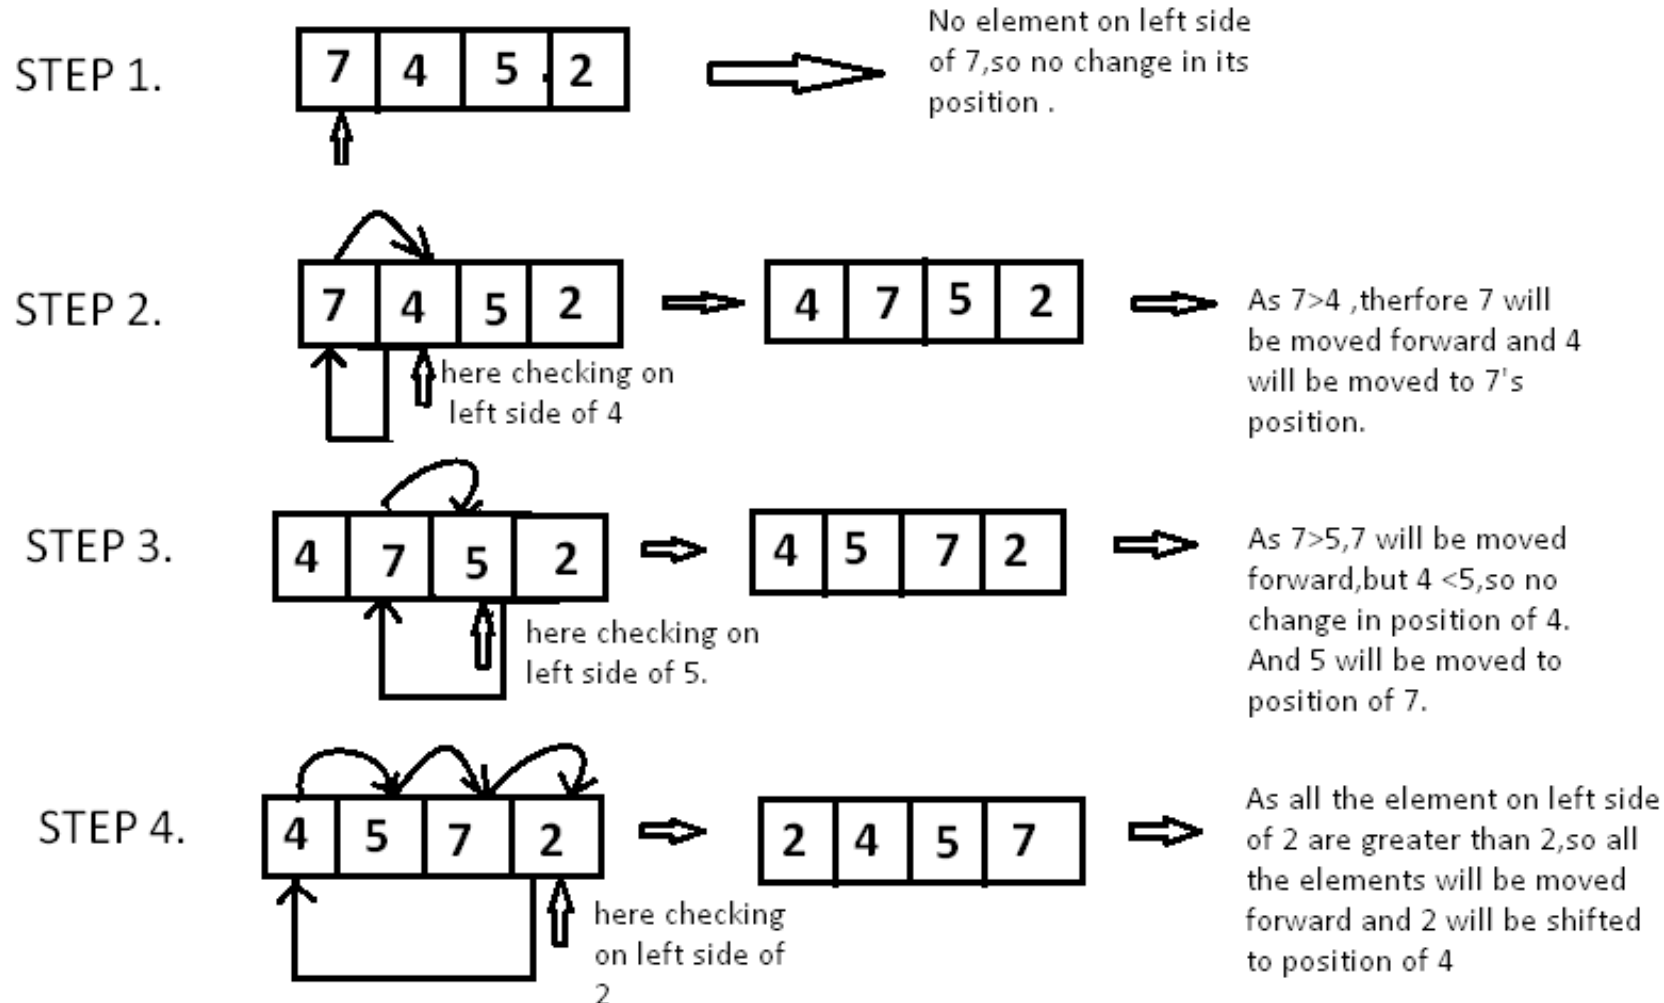 STEP 1.
7 4 5 2
No element on left side
of 7,so no change in its
position .
STEP 2.
7 4 5 2
here checking on
left side of 4
4 7 5 2
As 7>4 ,therfore 7 will
be moved forward and 4
will be moved to 7's
position.
STEP 3.
4 7 5 2
here checking on
left side of 5.
4 5 7 2
As 7>5,7 will be moved
forward,but 4 <5,so no
change in position of 4.
And 5 will be moved to
position of 7.
STEP 4.
4 5 7 2
here checking
on left side of
2
2 4 5 7
As all the element on left side
of 2 are greater than 2,so all
the elements will be moved
forward and 2 will be shifted
to position of 4